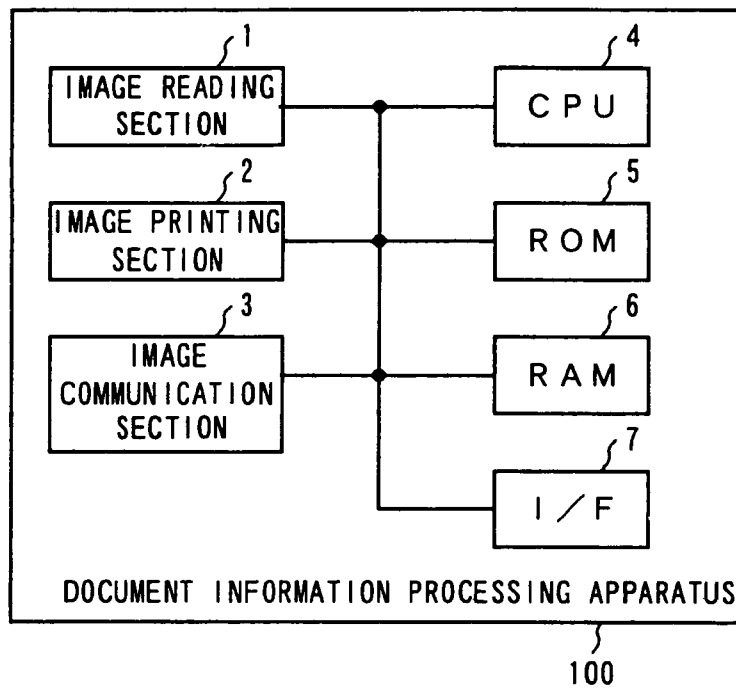 1
IMAGE READING
SECTION
4
CPU
2
IMAGE PRINTING
SECTION
5
ROM
3
IMAGE
COMMUNICATION
SECTION
6
RAM
7
I/F
DOCUMENT INFORMATION PROCESSING APPARATUS
100